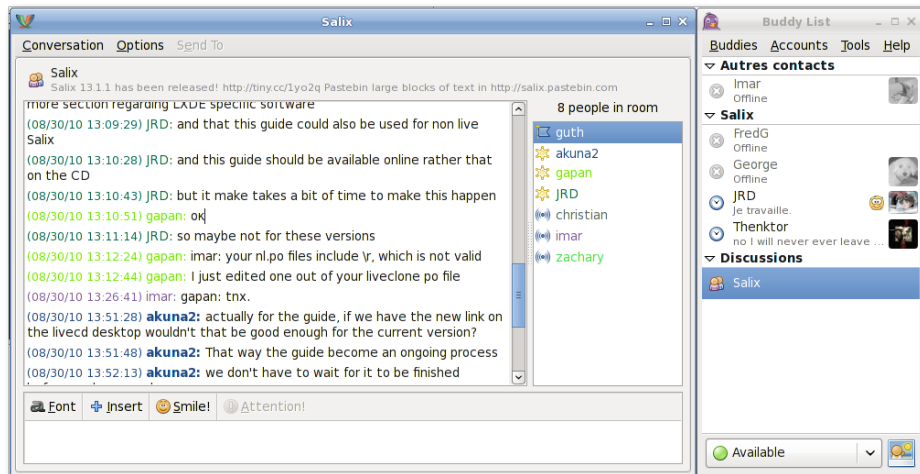 Salix
Conversation Options Send To
Salix
Salix 13.1.1 has been released! http://tiny.cc/1yo2q Pastebin large blocks of text in http://salix.pastebin.com
more section regarding LXDE specific software
(08/30/10 13:09:29) JRD: and that this guide could also be used for non live
Salix
(08/30/10 13:10:28) JRD: and this guide should be available online rather that
on the CD
(08/30/10 13:10:43) JRD: but it make takes a bit of time to make this happen
(08/30/10 13:10:51) gapan: ok
(08/30/10 13:11:14) JRD: so maybe not for these versions
(08/30/10 13:12:24) gapan: imar: your nl.po files include \r, which is not valid
(08/30/10 13:12:44) gapan: I just edited one out of your liveclone po file
(08/30/10 13:26:41) imar: gapan: tnx.
(08/30/10 13:51:28) akuna2: actually for the guide, if we have the new link on
the livecd desktop wouldn't that be good enough for the current version?
(08/30/10 13:51:48) akuna2: That way the guide become an ongoing process
(08/30/10 13:52:13) akuna2: we don't have to wait for it to be finished
8 people in room
guth
akuna2
gapan
JRD
christian
imar
zachary
Font Insert Smile! Attention!
Buddy List
Buddies Accounts Tools Help
Autres contacts
Imar
Offline
Salix
FredG
Offline
George
Offline
JRD
Je travaille.
Thenktor
no I will never ever leave ...
Discussions
Salix
Available